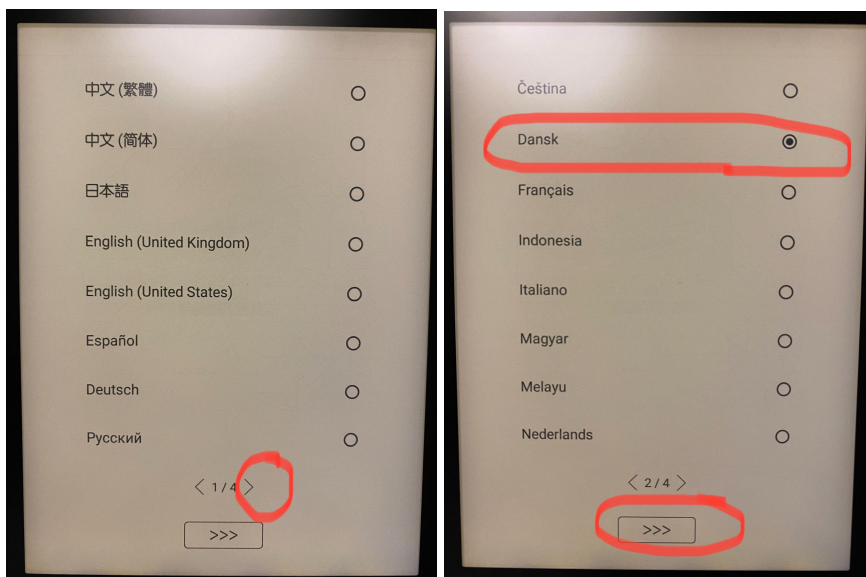 中文 (繁體)
中文 (简体)
日本語
English (United Kingdom)
English (United States)
Español
Deutsch
Русский
< 1 / 4 >
>>>
Čeština
Dansk
Français
Indonesia
Italiano
Magyar
Melayu
Nederlands
< 2 / 4 >
>>>